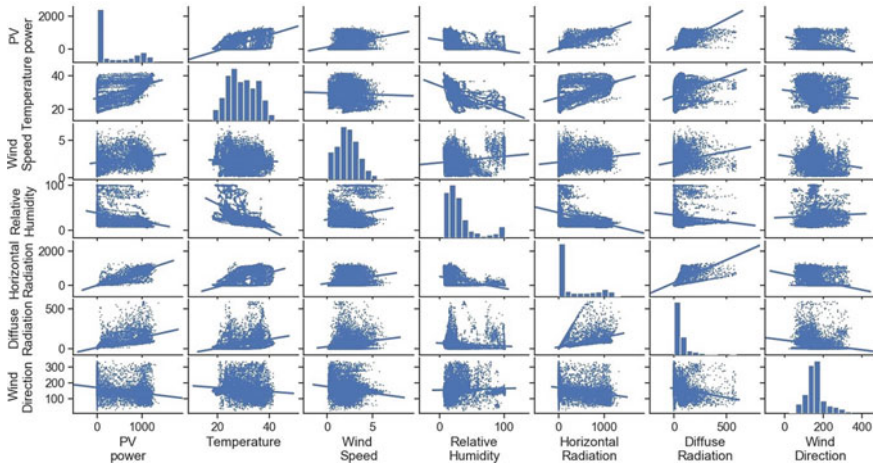 PV power
2000
0
Temperature
40
20
Wind Speed
5
0
Relative Humidity
100
0
Horizontal Radiation
2000
0
Diffuse Radiation
500
0
Wind Direction
300
200
100
0 1000
20 30 40
0 5
0 50 100
0 1000
0 500
0 200 400
PV power
Temperature
Wind Speed
Relative Humidity
Horizontal Radiation
Diffuse Radiation
Wind Direction